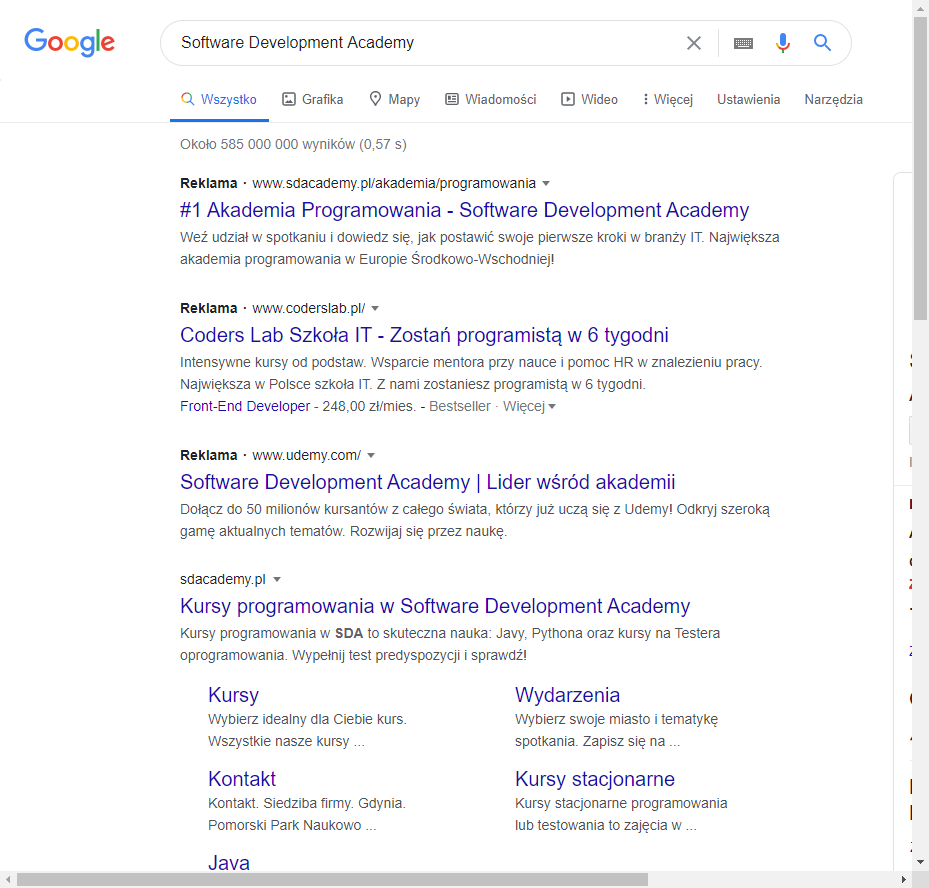 Google
Software Development Academy
Wszystko Grafika Mapy Wiadomości Wideo Więcej Ustawienia Narzędzia
Około 585 000 000 wyników (0,57 s)
Reklama · www.sdacademy.pl/akademia/programowania
#1 Akademia Programowania - Software Development Academy
Weź udział w spotkaniu i dowiedz się, jak postawić swoje pierwsze kroki w branży IT. Największa
akademia programowania w Europie Środkowo-Wschodniej!
Reklama · www.coderslab.pl/
Coders Lab Szkoła IT - Zostań programistą w 6 tygodni
Intensywne kursy od podstaw. Wsparcie mentora przy nauce i pomoc HR w znalezieniu pracy.
Największa w Polsce szkoła IT. Z nami zostaniesz programistą w 6 tygodni.
Front-End Developer - 248,00 zł/mies. - Bestseller · Więcej
Reklama · www.udemy.com/
Software Development Academy | Lider wśród akademii
Dołącz do 50 milionów kursantów z całego świata, którzy już uczą się z Udemy! Odkryj szeroką
gamę aktualnych tematów. Rozwijaj się przez naukę.
sdacademy.pl
Kursy programowania w Software Development Academy
Kursy programowania w SDA to skuteczna nauka: Javy, Pythona oraz kursy na Testera
oprogramowania. Wypełnij test predyspozycji i sprawdź!
Kursy
Wybierz idealny dla Ciebie kurs.
Wszystkie nasze kursy ...
Wydarzenia
Wybierz swoje miasto i tematykę
spotkania. Zapisz się na ...
Kontakt
Kontakt. Siedziba firmy. Gdynia.
Pomorski Park Naukowo ...
Kursy stacjonarne
Kursy stacjonarne programowania
lub testowania to zajęcia w ...
Java